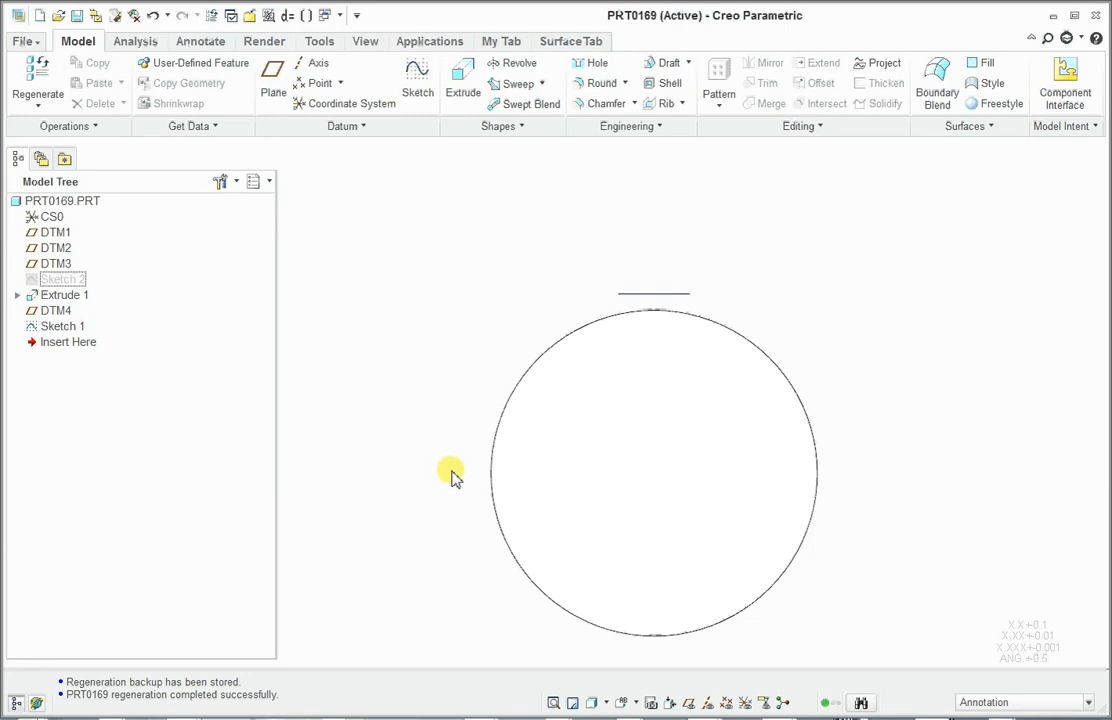 PRT0169 (Active) - Creo Parametric
File Model Analysis Annotate Render Tools View Applications My Tab SurfaceTab
Copy User-Defined Feature Axis Revolve Hole Draft Mirror Extend Project Fill
Paste Copy Geometry Point Sweep Round Shell Trim Offset Thicken Style
Regenerate Plane Sketch Extrude Pattern Boundary Blend Component Interface
Delete Shrinkwrap Coordinate System Swept Blend Chamfer Rib Merge Intersect Solidify Freestyle
Operations Get Data Datum Shapes Engineering Editing Surfaces Model Intent
Model Tree
PRT0169.PRT
CS0
DTM1
DTM2
DTM3
Sketch 2
Extrude 1
DTM4
Sketch 1
Insert Here
X.X+-0.1
X.XX+-0.01
X.XXX+-0.001
ANG.+-0.5
• Regeneration backup has been stored.
• PRT0169 regeneration completed successfully.
Annotation